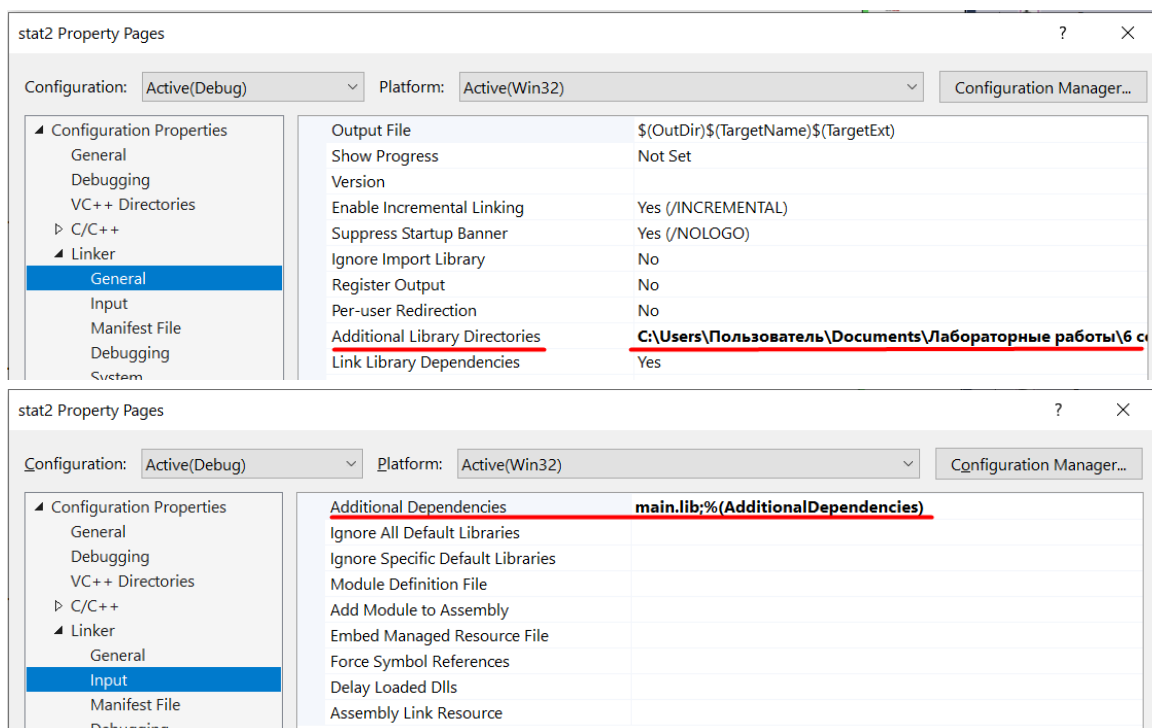 stat2 Property Pages ? ×
Configuration: Active(Debug) Platform: Active(Win32) Configuration Manager...
Configuration Properties Output File $(OutDir)$(TargetName)$(TargetExt)
General Show Progress Not Set
Debugging Version
VC++ Directories Enable Incremental Linking Yes (/INCREMENTAL)
C/C++ Suppress Startup Banner Yes (/NOLOGO)
Linker Ignore Import Library No
General Register Output No
Input Per-user Redirection No
Manifest File Additional Library Directories C:\Users\Пользователь\Documents\Лабораторные работы\6 се
Debugging Link Library Dependencies Yes
System
stat2 Property Pages ? ×
Configuration: Active(Debug) Platform: Active(Win32) Configuration Manager...
Configuration Properties Additional Dependencies main.lib;%(AdditionalDependencies)
General Ignore All Default Libraries
Debugging Ignore Specific Default Libraries
VC++ Directories Module Definition File
C/C++ Add Module to Assembly
Linker Embed Managed Resource File
General Force Symbol References
Input Delay Loaded Dlls
Manifest File Assembly Link Resource
Debugging